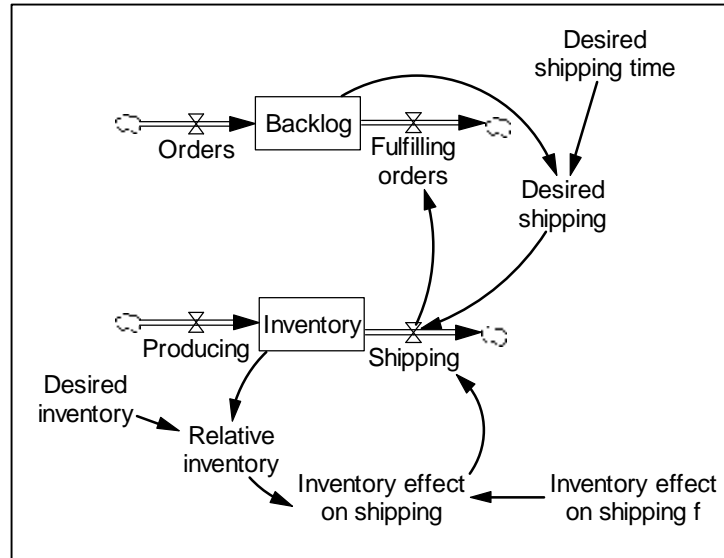 Desired
shipping time
Backlog
Orders
Fulfilling
orders
Desired
shipping
Inventory
Producing
Shipping
Desired
inventory
Relative
inventory
Inventory effect
on shipping
Inventory effect
on shipping f